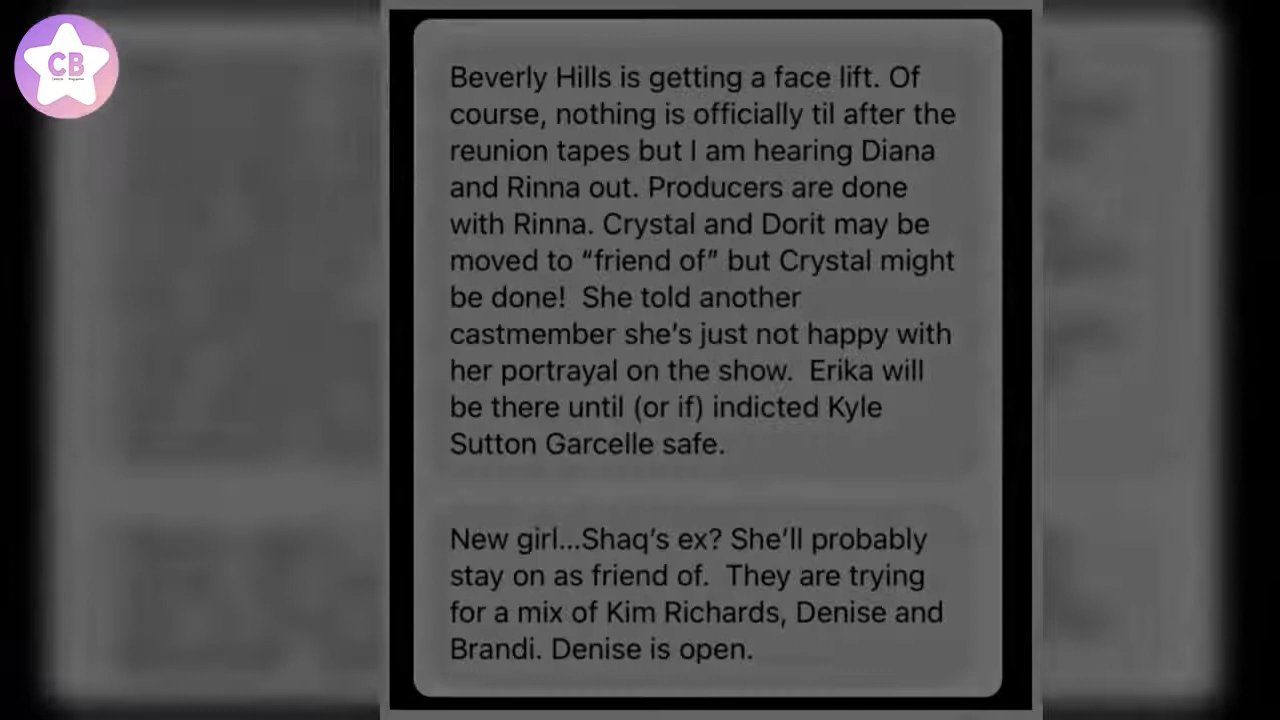 CB
Beverly Hills is getting a face lift. Of
course, nothing is officially til after the
reunion tapes but I am hearing Diana
and Rinna out. Producers are done
with Rinna. Crystal and Dorit may be
moved to “friend of” but Crystal might
be done!  She told another
castmember she’s just not happy with
her portrayal on the show.  Erika will
be there until (or if) indicted Kyle
Sutton Garcelle safe.
New girl...Shaq’s ex? She’ll probably
stay on as friend of.  They are trying
for a mix of Kim Richards, Denise and
Brandi. Denise is open.